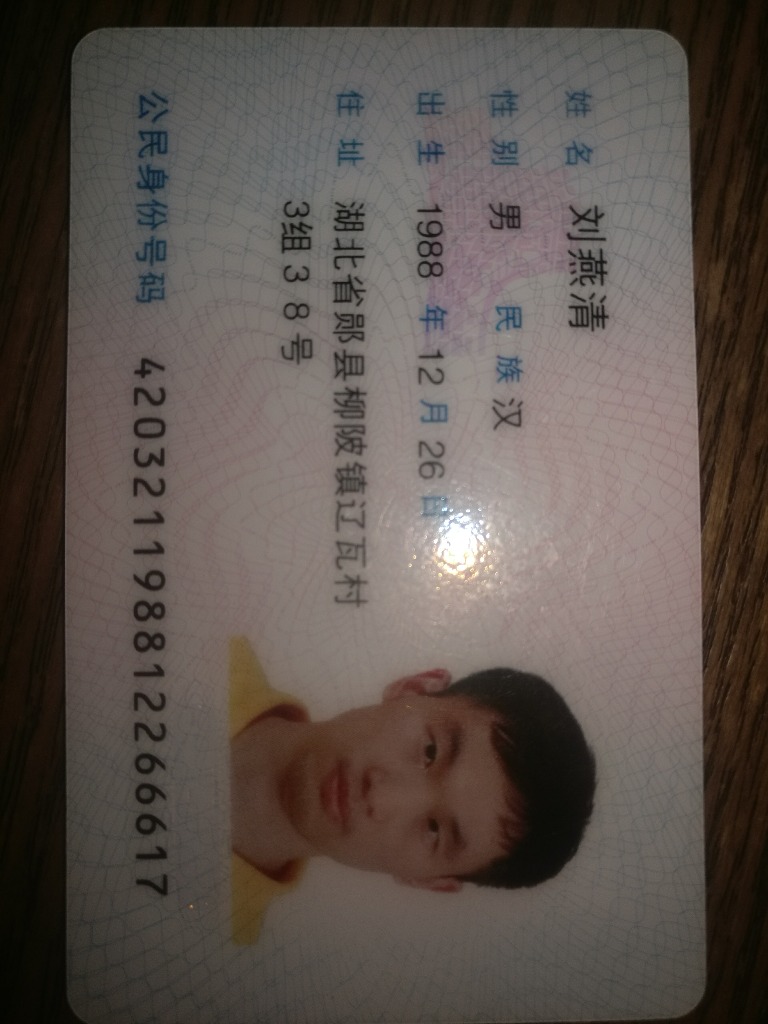 姓名 刘燕清
性别 男 民族 汉
出生 1988 年 12 月 26 日
住址 湖北省郧县柳陂镇辽瓦村
3组38号
公民身份号码 420321198812266617